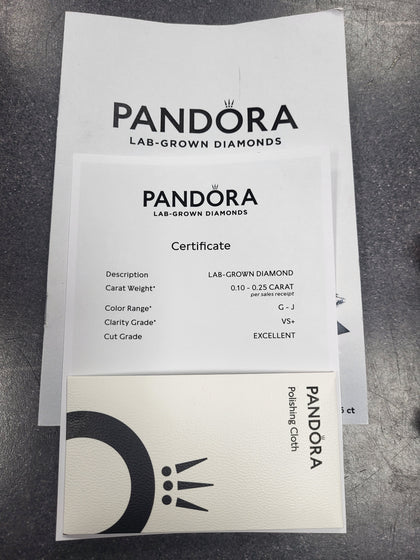 PANDORA
LAB-GROWN DIAMONDS
PANDORA
LAB-GROWN DIAMONDS
Certificate
Description LAB-GROWN DIAMOND
Carat Weight* 0.10 - 0.25 CARAT
per sales receipt
Color Range* G - J
Clarity Grade* VS+
Cut Grade EXCELLENT
PANDORA
Polishing Cloth
ct